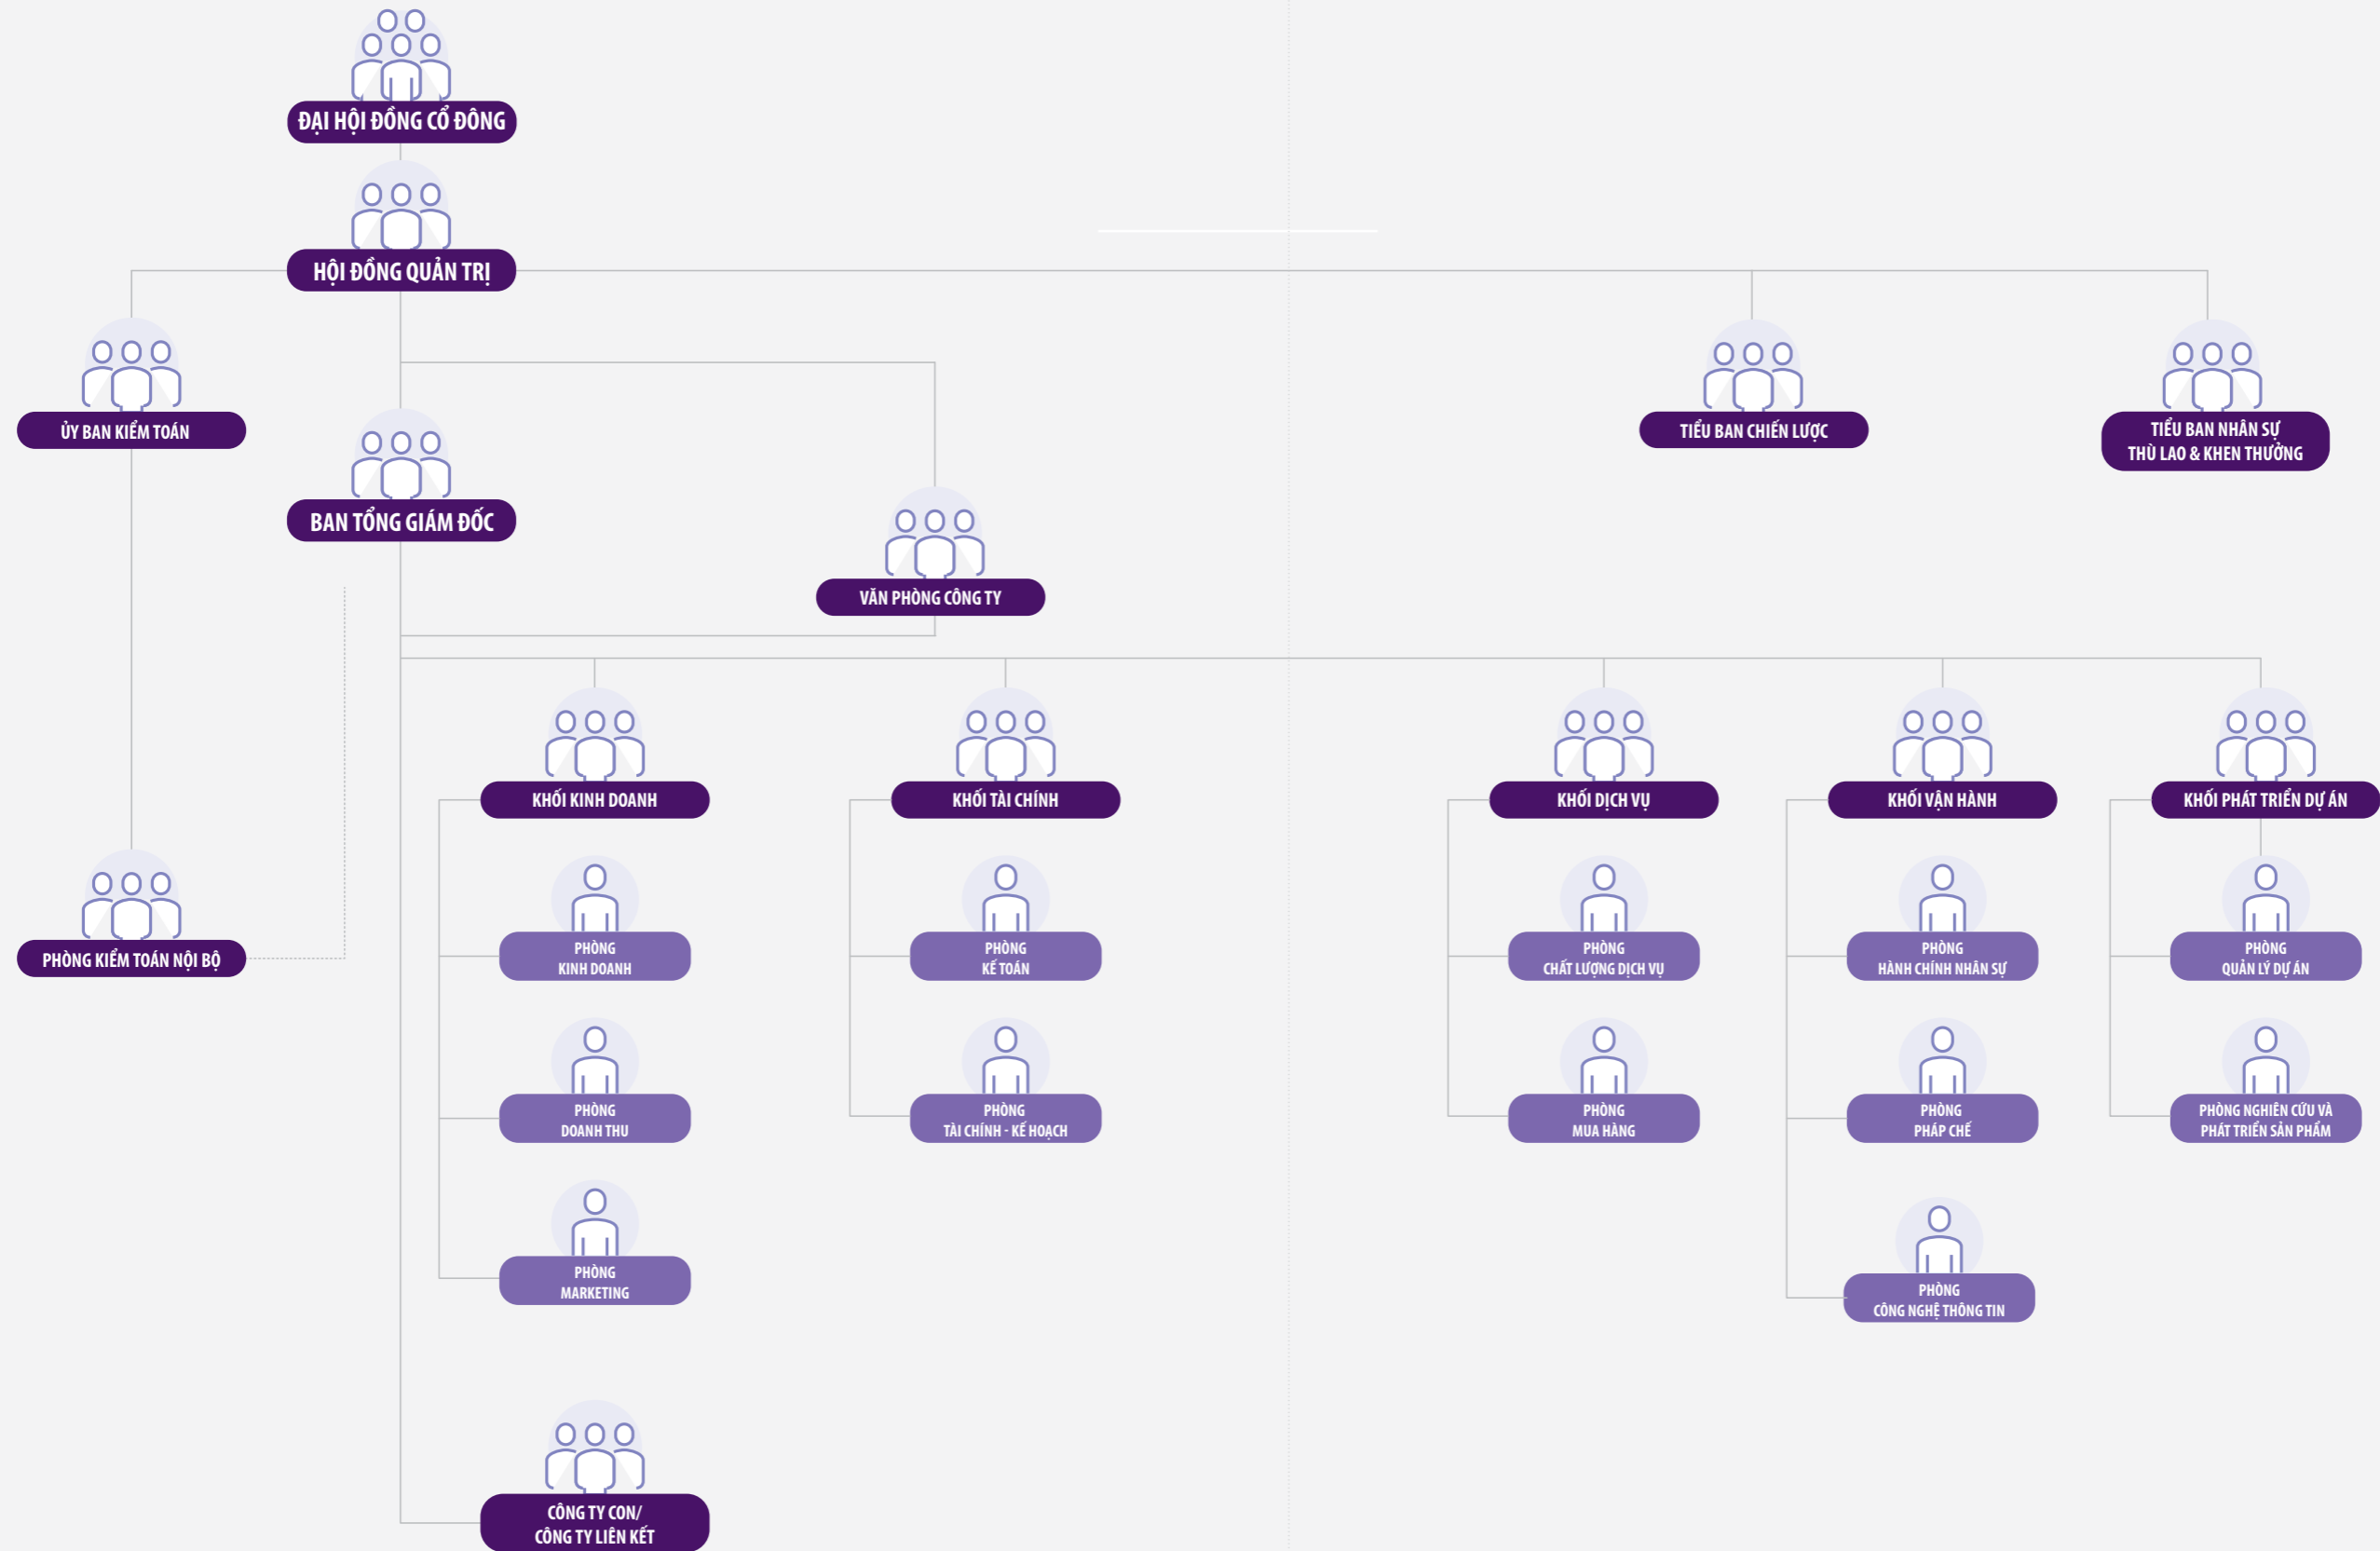 ĐẠI HỘI ĐỒNG CỔ ĐÔNG
HỘI ĐỒNG QUẢN TRỊ
ỦY BAN KIỂM TOÁN
TIỂU BAN CHIẾN LƯỢC
TIỂU BAN NHÂN SỰ
THÙ LAO & KHEN THƯỞNG
BAN TỔNG GIÁM ĐỐC
VĂN PHÒNG CÔNG TY
KHỐI KINH DOANH
KHỐI TÀI CHÍNH
KHỐI DỊCH VỤ
KHỐI VẬN HÀNH
KHỐI PHÁT TRIỂN DỰ ÁN
PHÒNG KIỂM TOÁN NỘI BỘ
PHÒNG
KINH DOANH
PHÒNG
KẾ TOÁN
PHÒNG
CHẤT LƯỢNG DỊCH VỤ
PHÒNG
HÀNH CHÍNH NHÂN SỰ
PHÒNG
QUẢN LÝ DỰ ÁN
PHÒNG
DOANH THU
PHÒNG
TÀI CHÍNH - KẾ HOẠCH
PHÒNG
MUA HÀNG
PHÒNG
PHÁP CHẾ
PHÒNG NGHIÊN CỨU VÀ
PHÁT TRIỂN SẢN PHẨM
PHÒNG
MARKETING
PHÒNG
CÔNG NGHỆ THÔNG TIN
CÔNG TY CON/
CÔNG TY LIÊN KẾT